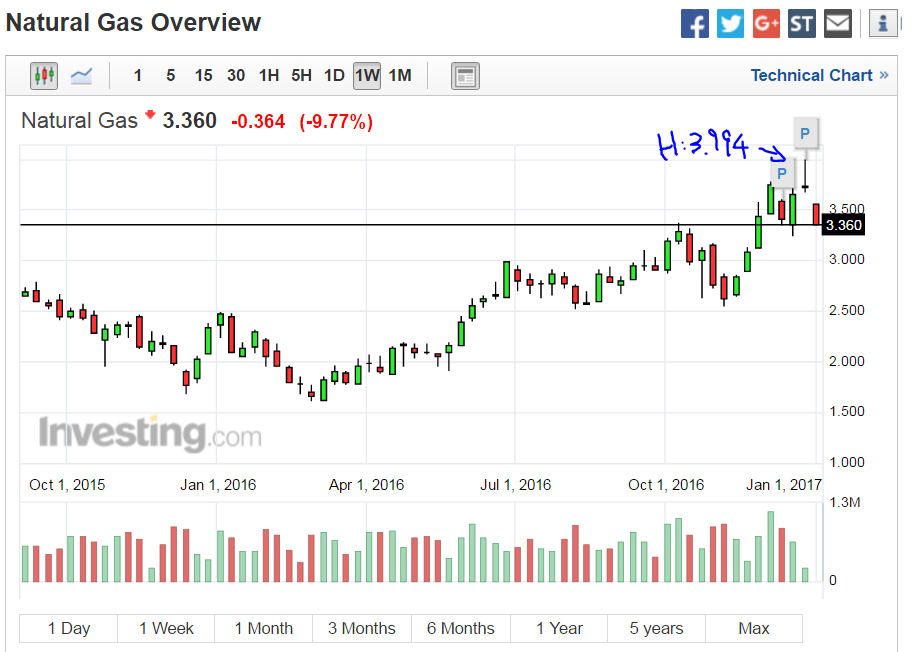 Natural Gas Overview
f G+ ST i
1 5 15 30 1H 5H 1D 1W 1M Technical Chart »
Natural Gas 3.360 -0.364 (-9.77%)
P
H:3.994
P
3.500
3.360
3.000
2.500
2.000
1.500
Investing.com
1.000
Oct 1, 2015 Jan 1, 2016 Apr 1, 2016 Jul 1, 2016 Oct 1, 2016 Jan 1, 2017
1.3M
0
1 Day 1 Week 1 Month 3 Months 6 Months 1 Year 5 years Max